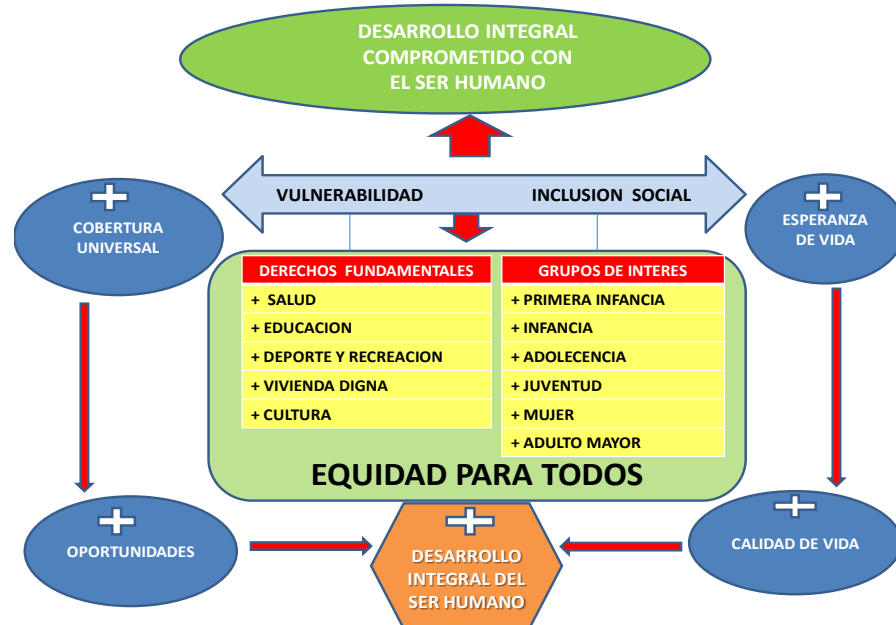 DESARROLLO INTEGRAL
COMPROMETIDO CON
EL SER HUMANO
VULNERABILIDAD
INCLUSION SOCIAL
COBERTURA
UNIVERSAL
ESPERANZA
DE VIDA
DERECHOS FUNDAMENTALES
+ SALUD
+ EDUCACION
+ DEPORTE Y RECREACION
+ VIVIENDA DIGNA
+ CULTURA
GRUPOS DE INTERES
+ PRIMERA INFANCIA
+ INFANCIA
+ ADOLECENCIA
+ JUVENTUD
+ MUJER
+ ADULTO MAYOR
EQUIDAD PARA TODOS
OPORTUNIDADES
DESARROLLO
INTEGRAL DEL
SER HUMANO
CALIDAD DE VIDA